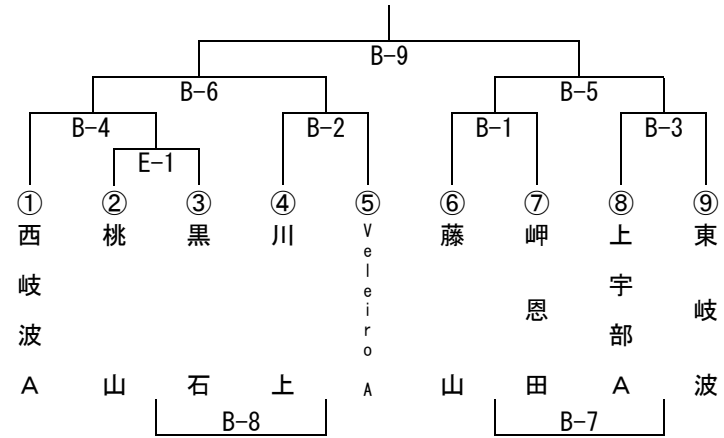 B-9
B-6
B-5
B-4
B-2
B-1
B-3
E-1
① ② ③ ④ ⑤ ⑥ ⑦ ⑧ ⑨
西岐波A
桃山
黒石
川上
Veleiro A
藤山
岬恩田
上宇部A
東岐波
B-8
B-7